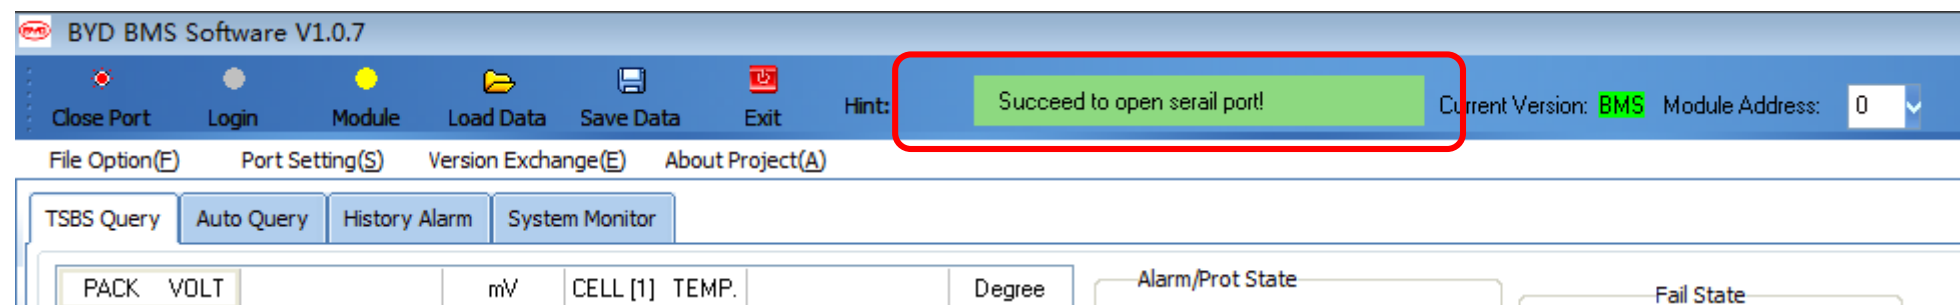 BYD BMS Software V1.0.7
Close Port Login Module Load Data Save Data Exit Hint: Succeed to open serail port! Current Version: BMS Module Address: 0
File Option(F) Port Setting(S) Version Exchange(E) About Project(A)
TSBS Query Auto Query History Alarm System Monitor
PACK VOLT mV CELL [1] TEMP. Degree Alarm/Prot State Fail State